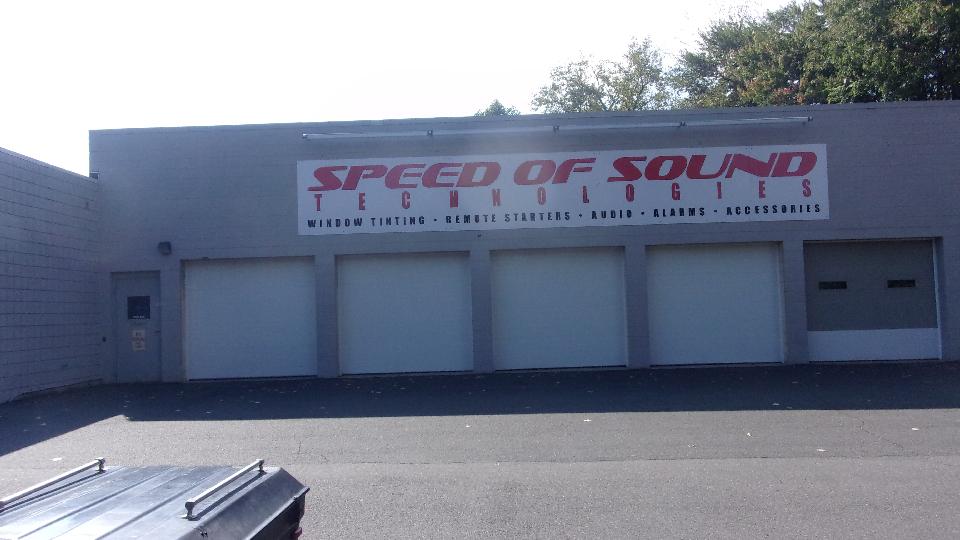 SPEED OF SOUND
TECHNOLOGIES
WINDOW TINTING • REMOTE STARTERS • AUDIO • ALARMS • ACCESSORIES